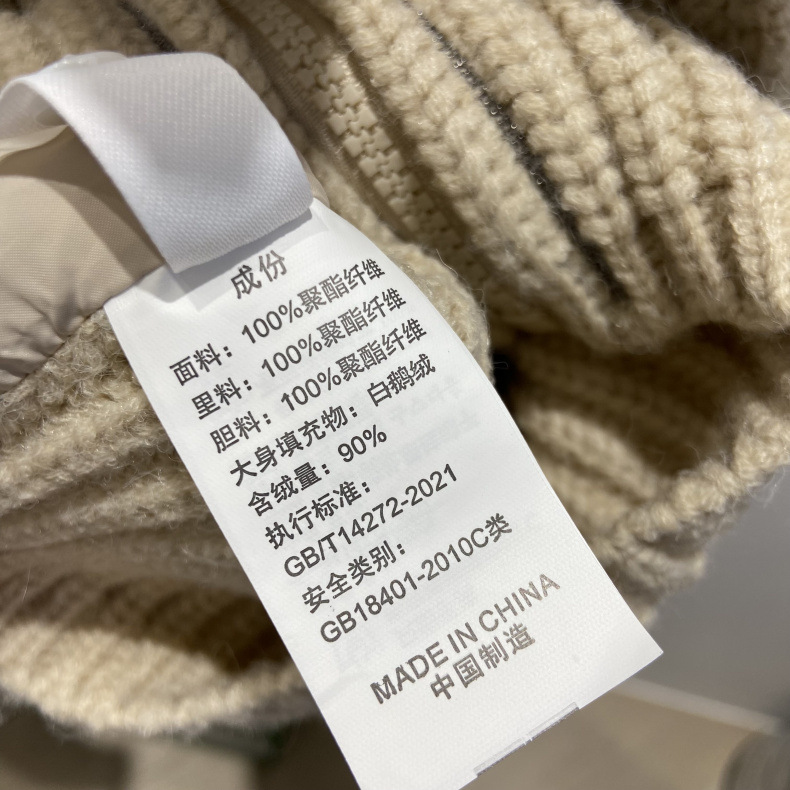 成份
面料：100%聚酯纤维
里料：100%聚酯纤维
胆料：100%聚酯纤维
大身填充物：白鹅绒
含绒量：90%
执行标准：
GB/T14272-2021
安全类别：
GB18401-2010C类
MADE IN CHINA
中国制造